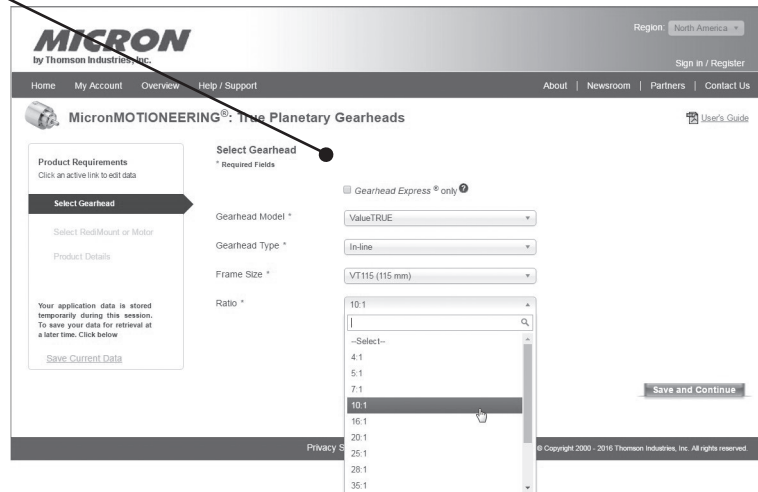 Region: North America
MICRON
by Thomson Industries, Inc.
Sign in / Register
Home My Account Overview Help / Support About | Newsroom | Partners | Contact Us
MicronMOTIONEERING®: True Planetary Gearheads
User's Guide
Product Requirements
Click an active link to edit data
Select Gearhead
Select RediMount or Motor
Product Details
Your application data is stored
temporarily during this session.
To save your data for retrieval at
a later time. Click below
Save Current Data
Select Gearhead
* Required Fields
Gearhead Express ® only ?
Gearhead Model * ValueTRUE
Gearhead Type * In-line
Frame Size * VT115 (115 mm)
Ratio * 10:1
--Select--
4:1
5:1
7:1
10:1
16:1
20:1
25:1
28:1
35:1
Save and Continue
Privacy
© Copyright 2000 - 2016 Thomson Industries, Inc. All rights reserved.